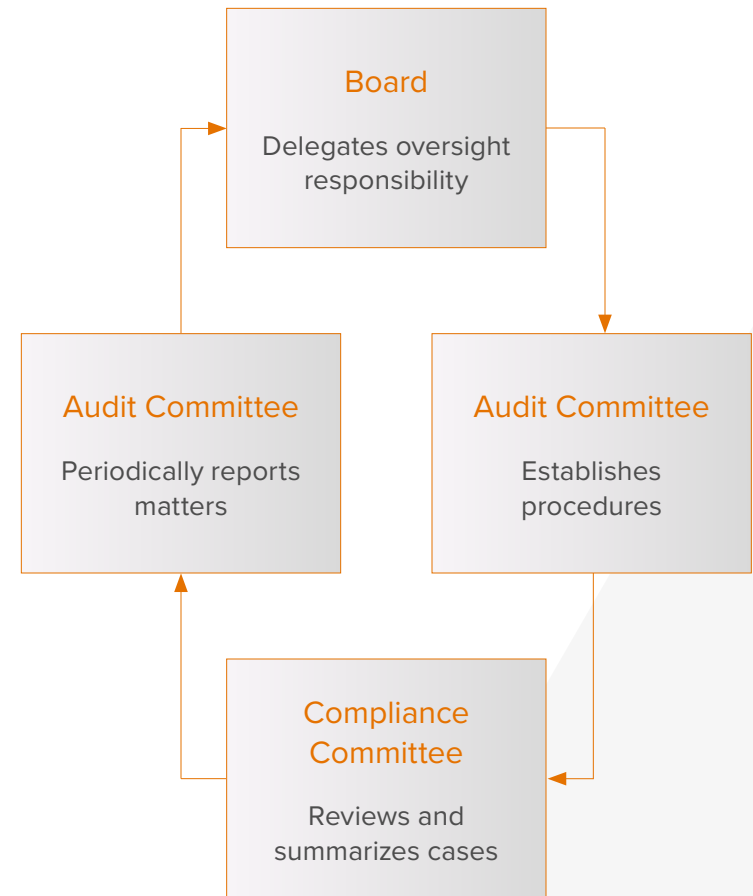 Board
Delegates oversight
responsibility
Audit Committee
Periodically reports
matters
Audit Committee
Establishes
procedures
Compliance
Committee
Reviews and
summarizes cases